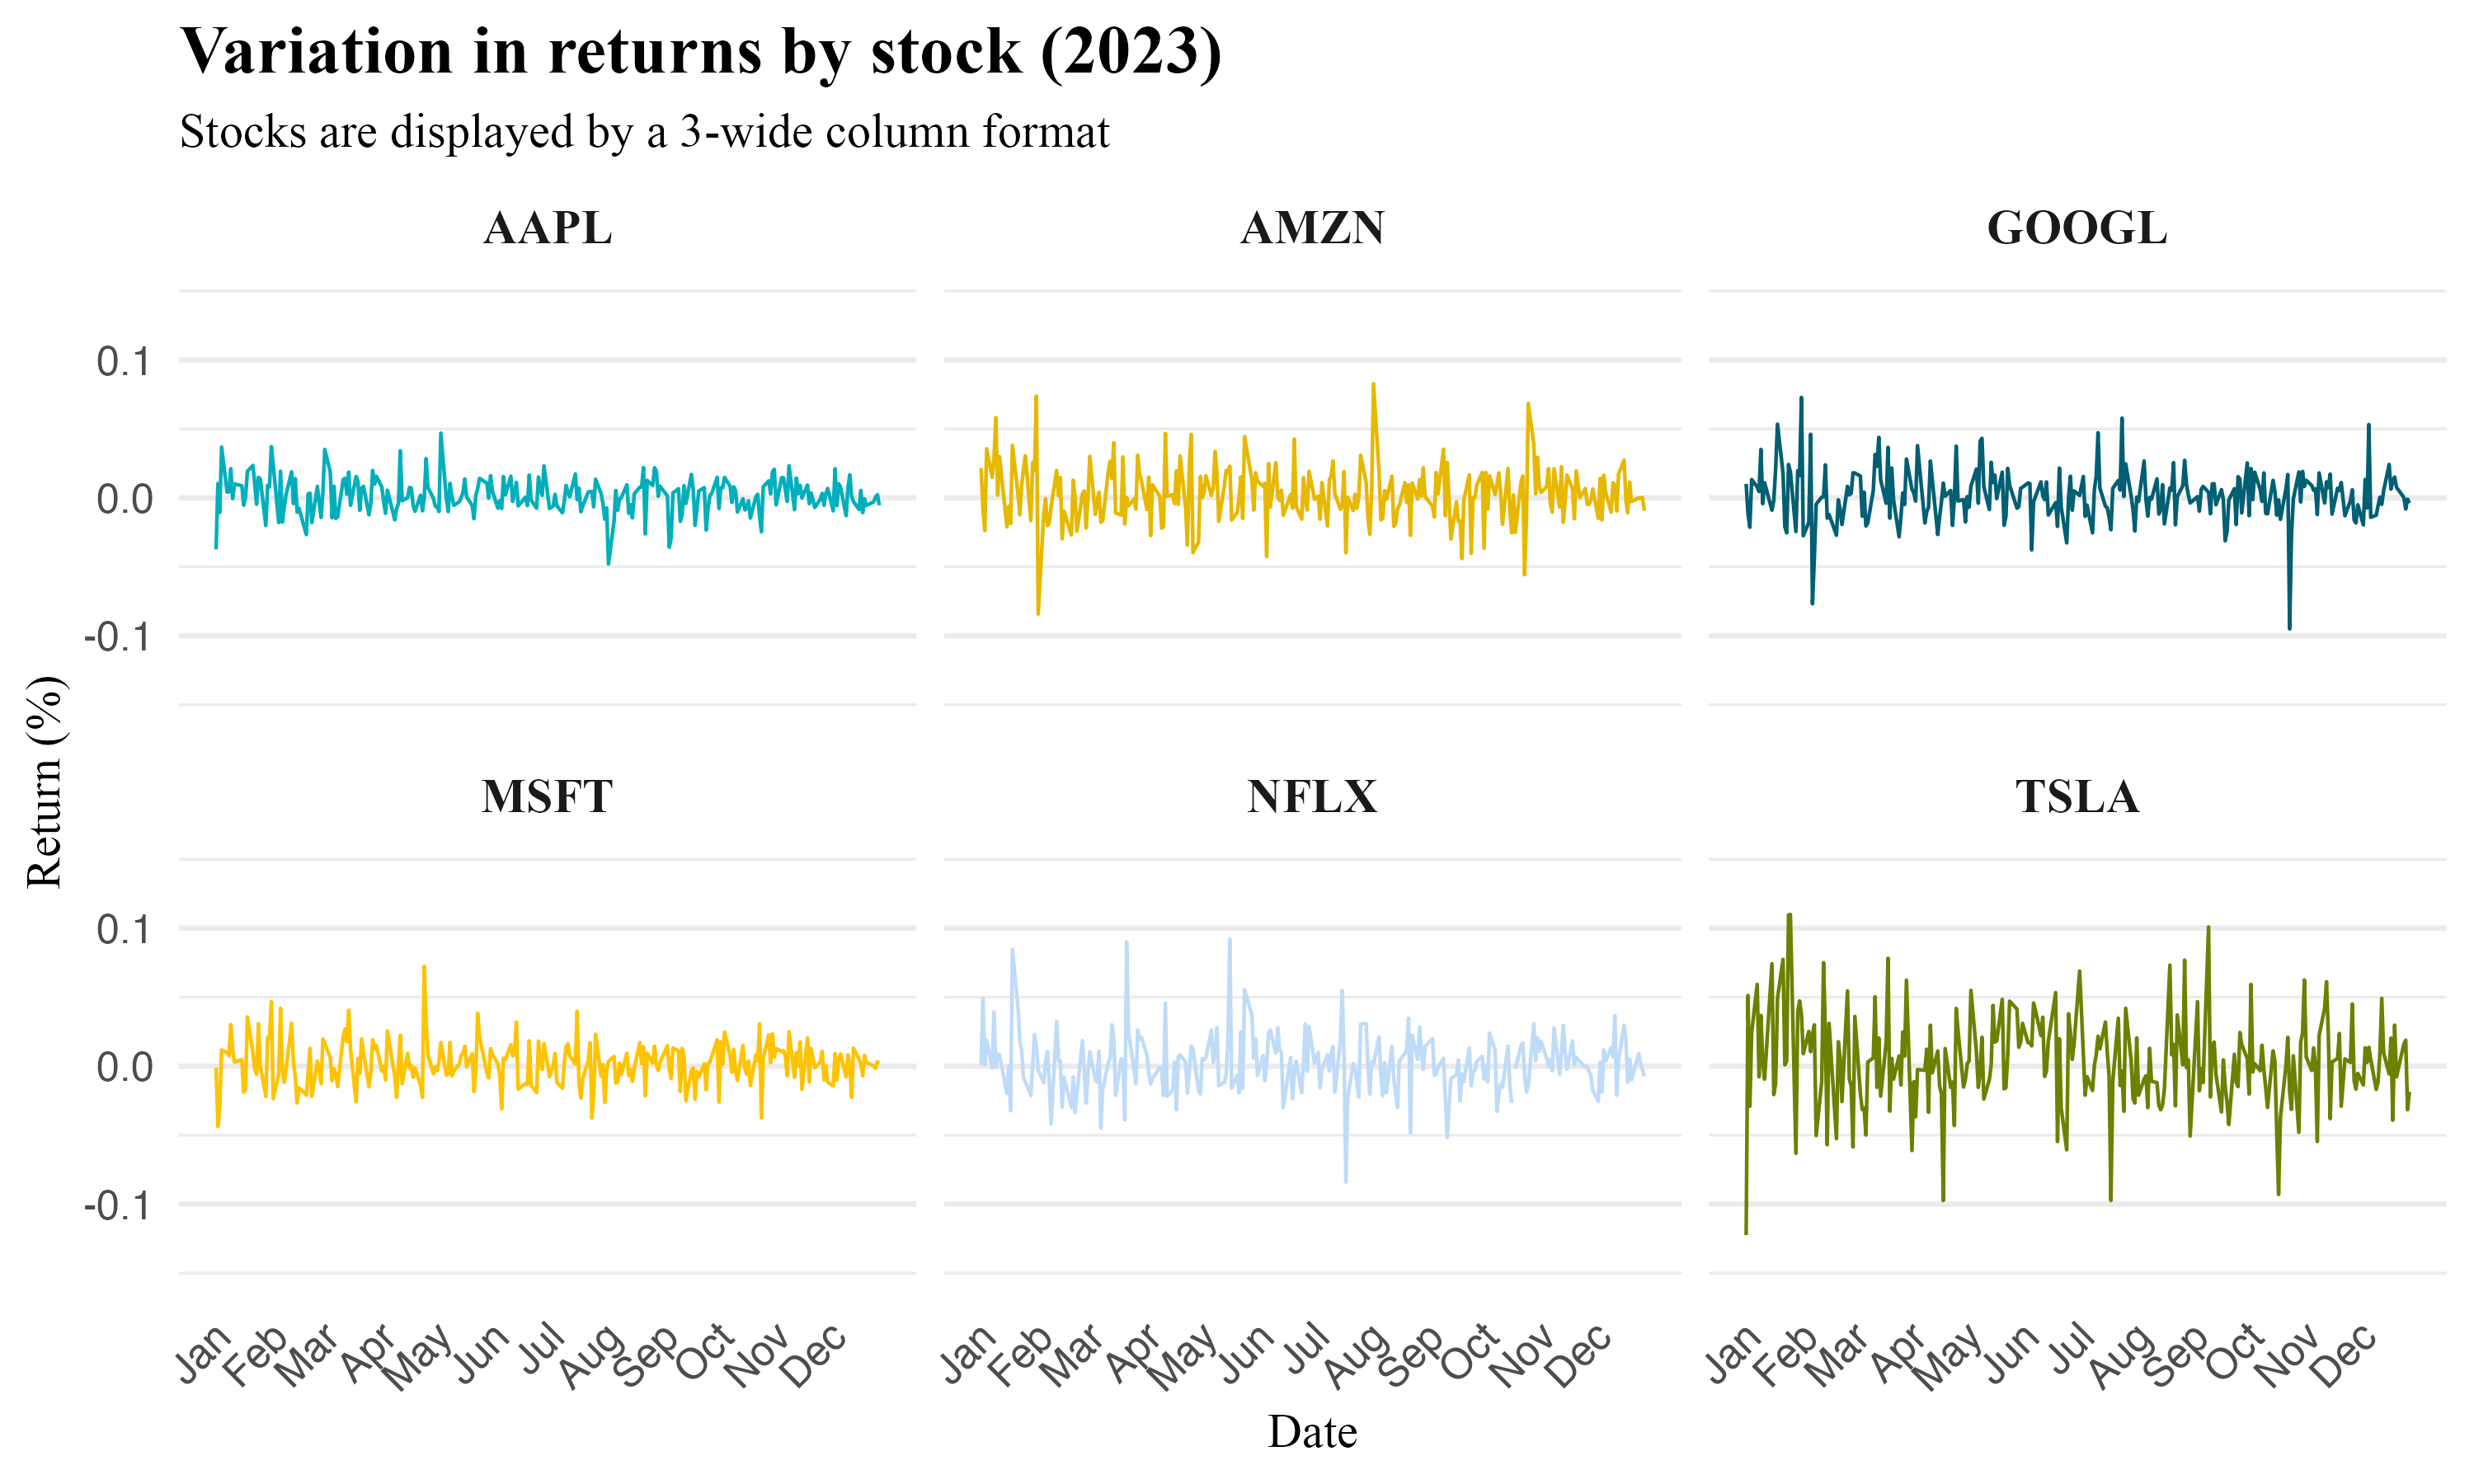 Variation in returns by stock (2023)
Stocks are displayed by a 3-wide column format
AAPL
AMZN
GOOGL
0.1
0.0
-0.1
Return (%)
MSFT
NFLX
TSLA
0.1
0.0
-0.1
Jan Feb Mar Apr May Jun Jul Aug Sep Oct Nov Dec
Jan Feb Mar Apr May Jun Jul Aug Sep Oct Nov Dec
Jan Feb Mar Apr May Jun Jul Aug Sep Oct Nov Dec
Date